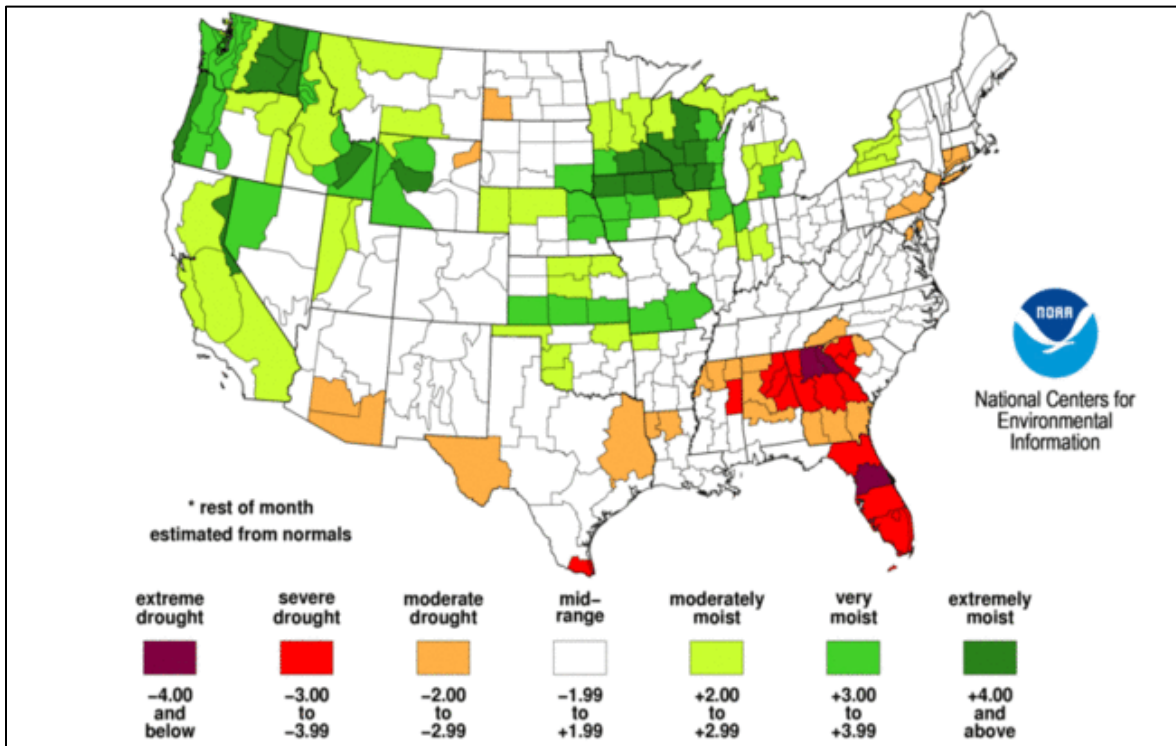 NOAA
National Centers for
Environmental
Information
* rest of month
estimated from normals
extreme
drought
severe
drought
moderate
drought
mid–
range
moderately
moist
very
moist
extremely
moist
−4.00
and
below
−3.00
to
−3.99
−2.00
to
−2.99
−1.99
to
+1.99
+2.00
to
+2.99
+3.00
to
+3.99
+4.00
and
above